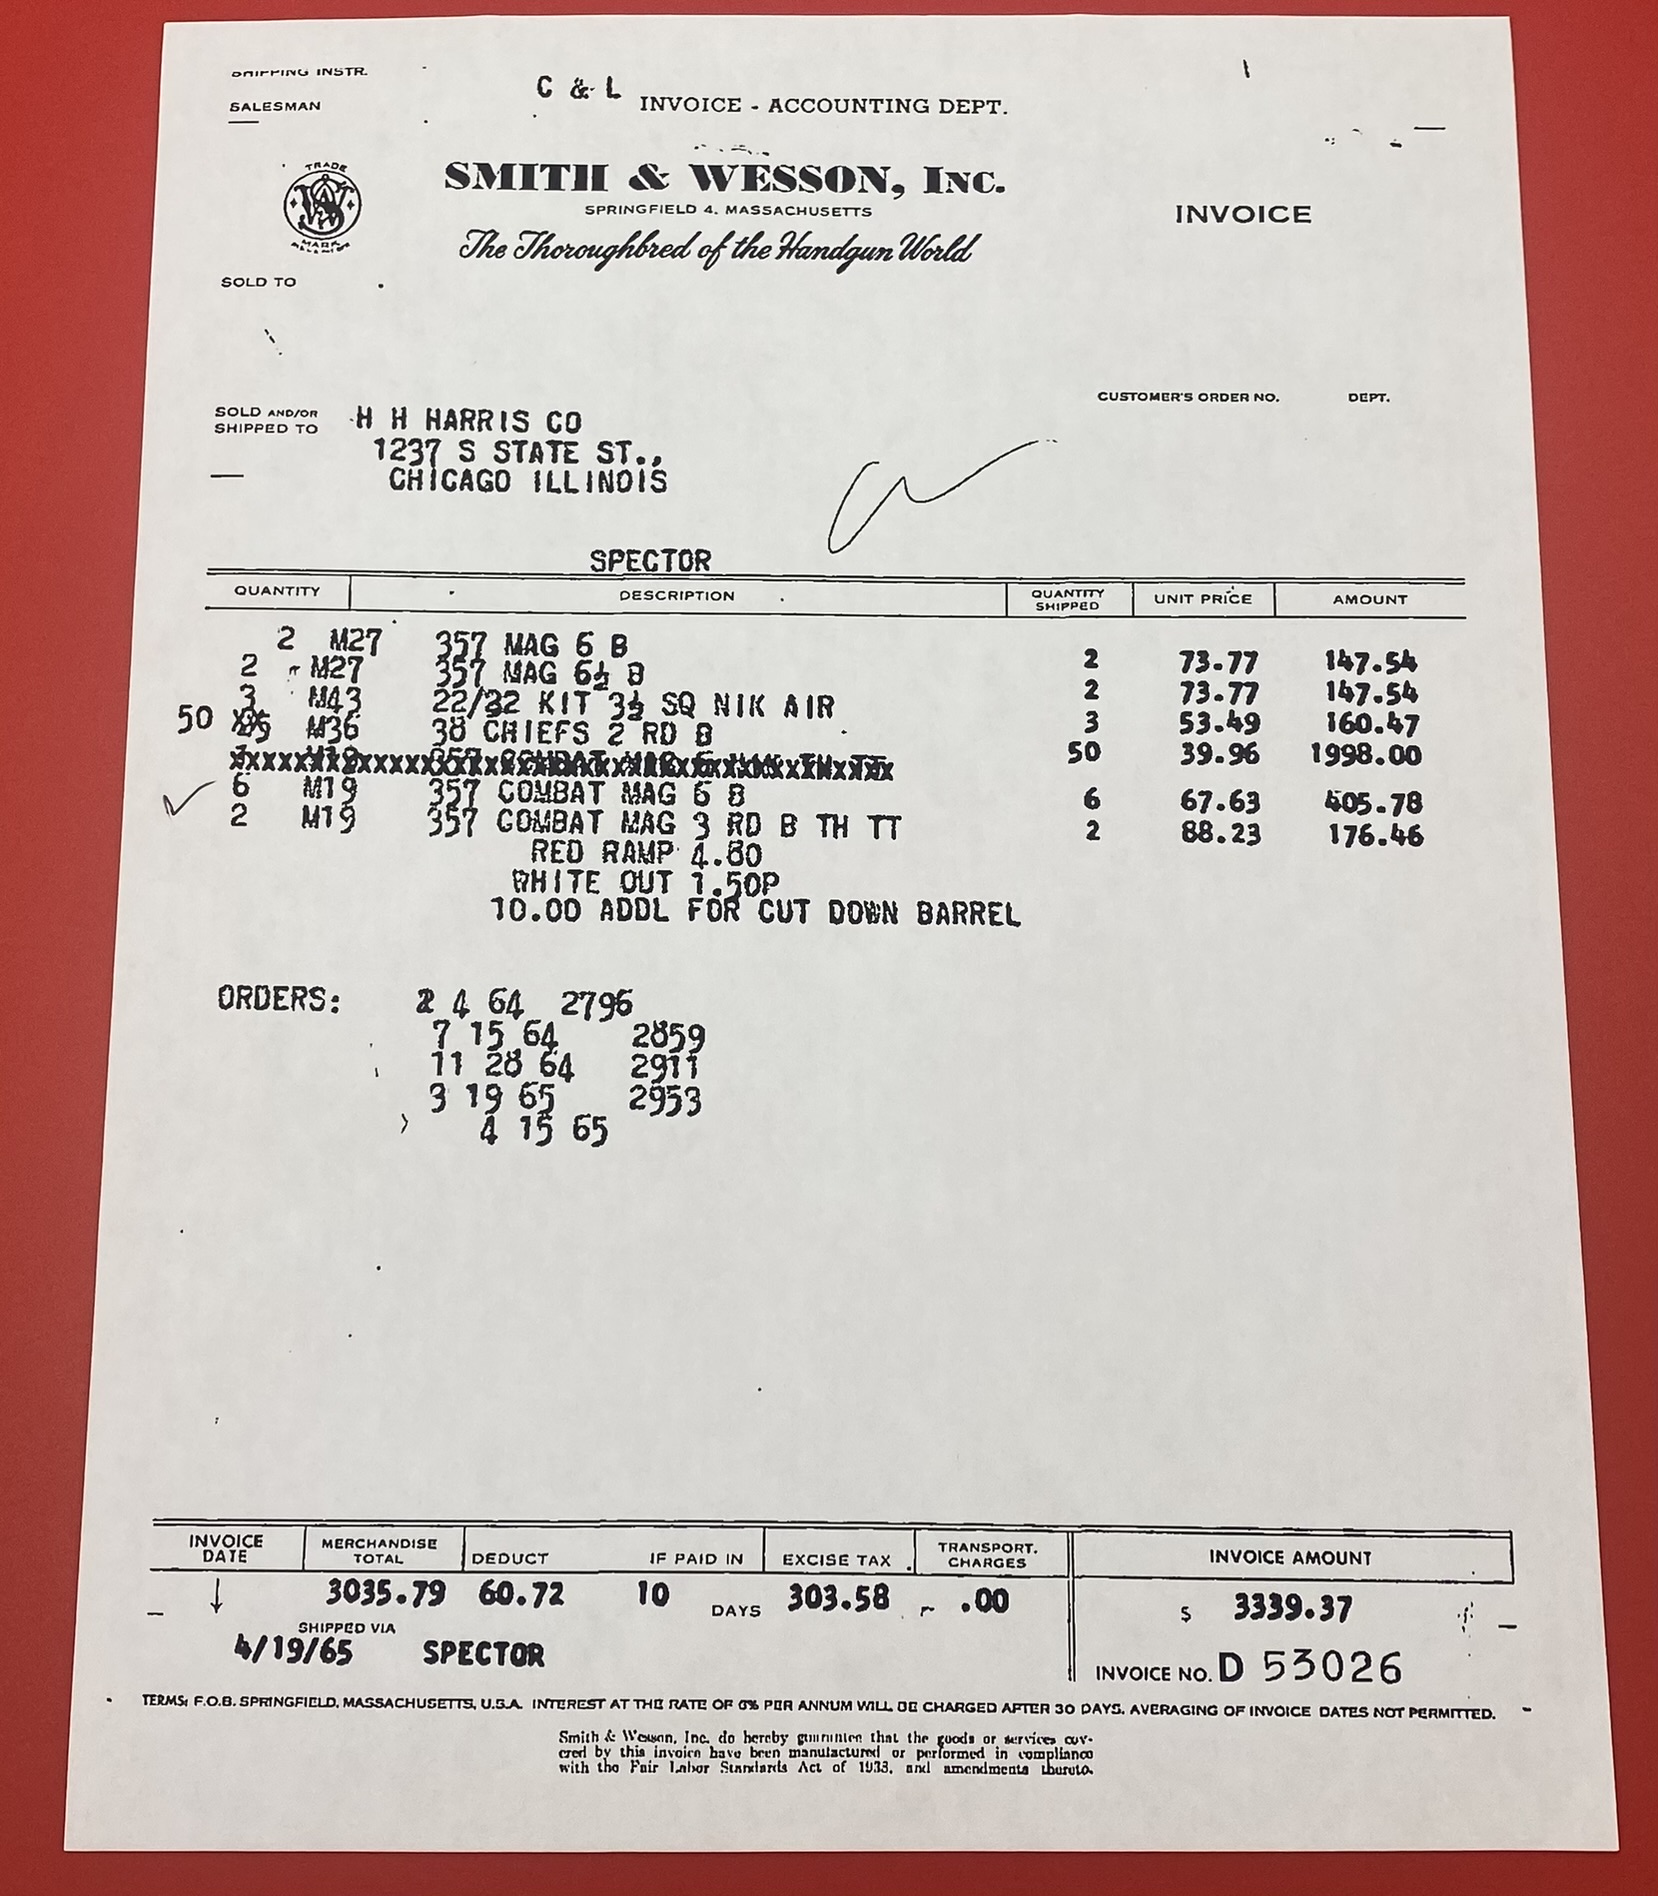 SHIPPING INSTR.
C & L
SALESMAN
INVOICE - ACCOUNTING DEPT.
TRADE
MARK
SMITH & WESSON, INC.
SPRINGFIELD 4, MASSACHUSETTS
INVOICE
The Thoroughbred of the Handgun World
SOLD TO
CUSTOMER'S ORDER NO. DEPT.
SOLD AND/OR
SHIPPED TO
H H HARRIS CO
1237 S STATE ST.,
CHICAGO ILLINOIS
SPECTOR
QUANTITY DESCRIPTION QUANTITY SHIPPED UNIT PRICE AMOUNT
2 M27 357 MAG 6 B 2 73.77 147.54
2 M27 357 MAG 6½ B 2 73.77 147.54
3 M43 22/32 KIT 3½ SQ NIK AIR 3 53.49 160.47
50 M36 38 CHIEFS 2 RD B 50 39.96 1998.00
6 M19 357 COMBAT MAG 6 B 6 67.63 405.78
2 M19 357 COMBAT MAG 3 RD B TH TT 2 88.23 176.46
RED RAMP 4.80
WHITE OUT 1.50P
10.00 ADDL FOR CUT DOWN BARREL
ORDERS: 2 4 64 2796
7 15 64 2859
11 28 64 2911
3 19 65 2953
4 15 65
INVOICE DATE MERCHANDISE TOTAL DEDUCT IF PAID IN EXCISE TAX TRANSPORT. CHARGES INVOICE AMOUNT
3035.79 60.72 10 DAYS 303.58 .00 $ 3339.37
SHIPPED VIA
4/19/65 SPECTOR
INVOICE NO. D 53026
TERMS: F.O.B. SPRINGFIELD, MASSACHUSETTS, U.S.A. INTEREST AT THE RATE OF 6% PER ANNUM WILL BE CHARGED AFTER 30 DAYS. AVERAGING OF INVOICE DATES NOT PERMITTED.
Smith & Wesson, Inc. do hereby guarantee that the goods or services cov-
ered by this invoice have been manufactured or performed in compliance
with the Fair Labor Standards Act of 1938, and amendments thereto.